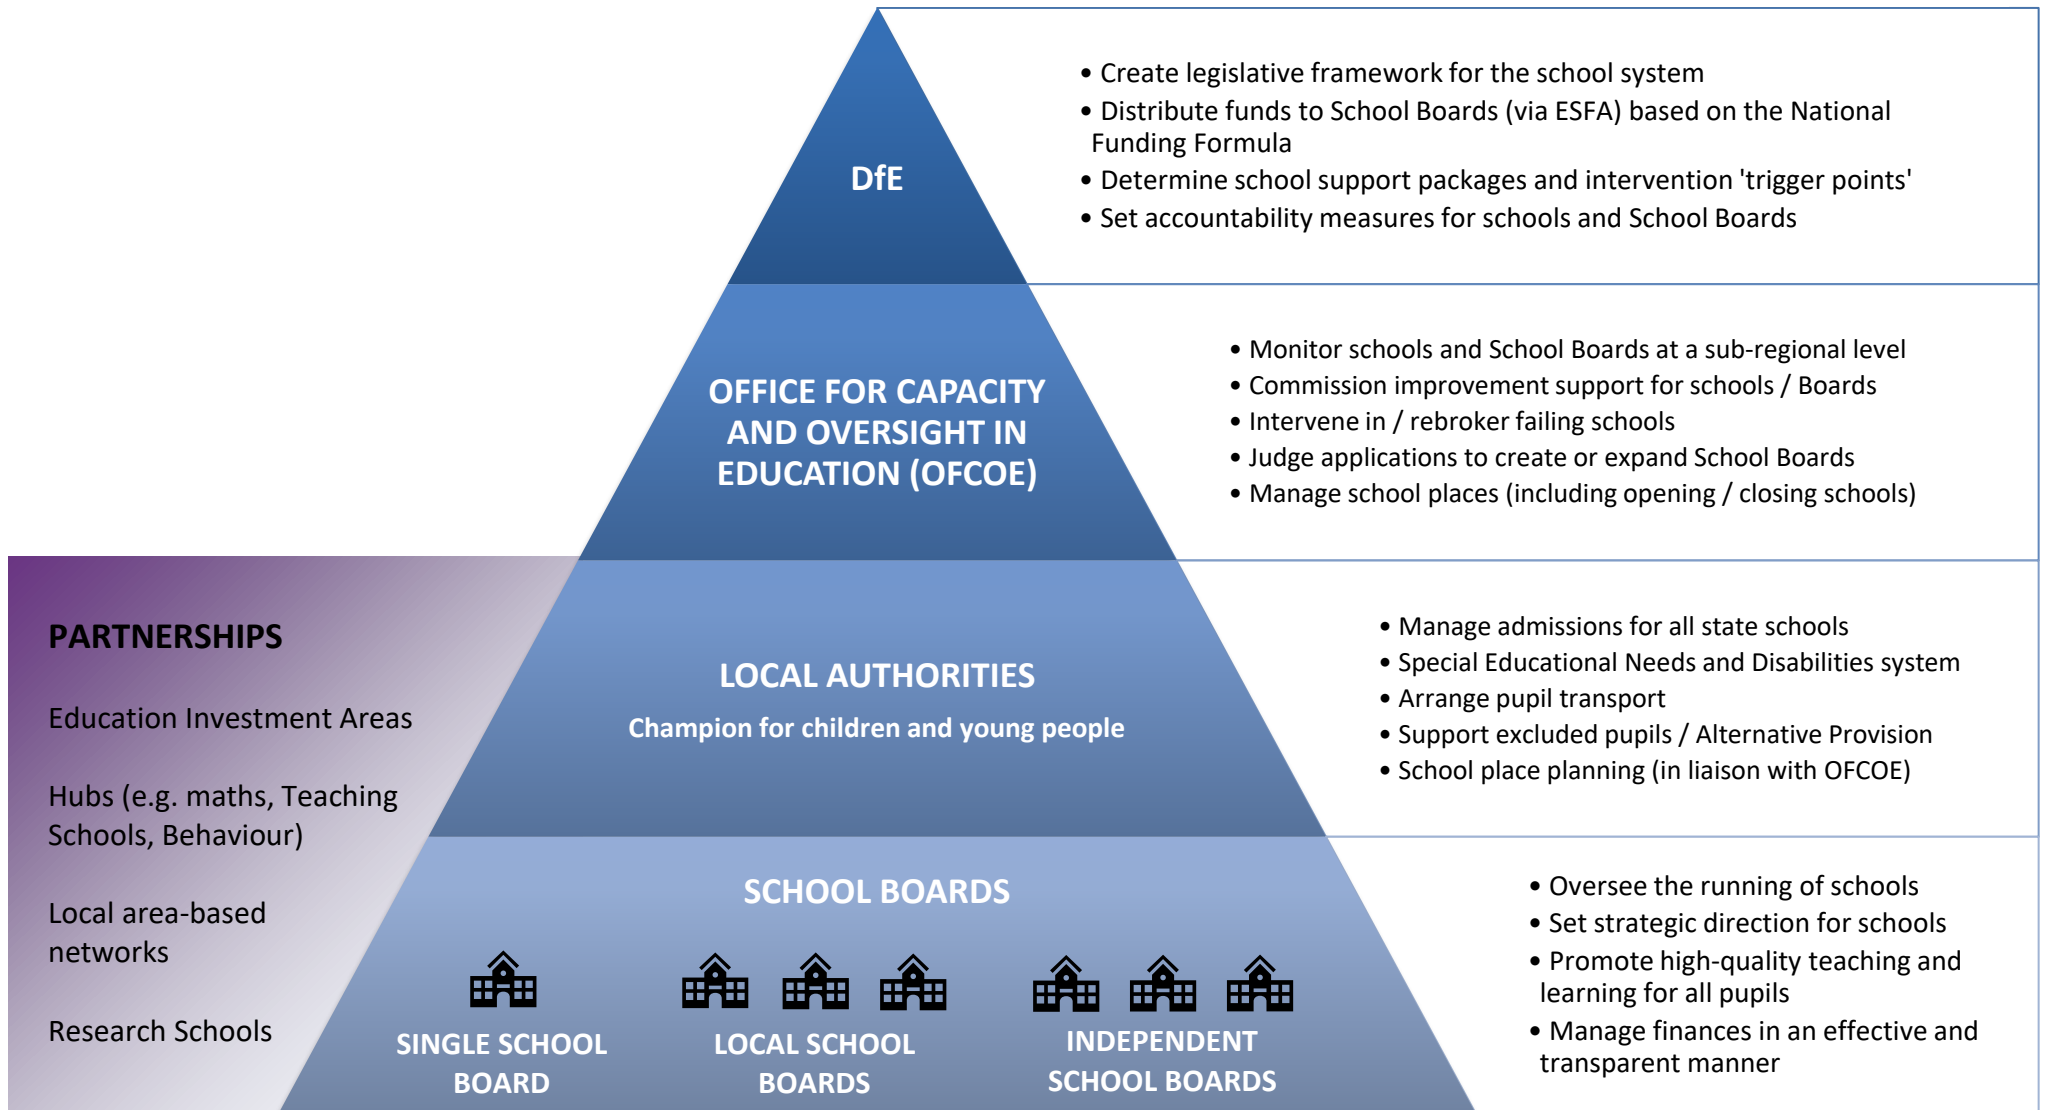 DfE
• Create legislative framework for the school system
• Distribute funds to School Boards (via ESFA) based on the National
Funding Formula
• Determine school support packages and intervention 'trigger points'
• Set accountability measures for schools and School Boards
OFFICE FOR CAPACITY
AND OVERSIGHT IN
EDUCATION (OFCOE)
• Monitor schools and School Boards at a sub-regional level
• Commission improvement support for schools / Boards
• Intervene in / rebroker failing schools
• Judge applications to create or expand School Boards
• Manage school places (including opening / closing schools)
PARTNERSHIPS
Education Investment Areas
Hubs (e.g. maths, Teaching
Schools, Behaviour)
Local area-based
networks
Research Schools
LOCAL AUTHORITIES
Champion for children and young people
• Manage admissions for all state schools
• Special Educational Needs and Disabilities system
• Arrange pupil transport
• Support excluded pupils / Alternative Provision
• School place planning (in liaison with OFCOE)
SCHOOL BOARDS
SINGLE SCHOOL
BOARD
LOCAL SCHOOL
BOARDS
INDEPENDENT
SCHOOL BOARDS
• Oversee the running of schools
• Set strategic direction for schools
• Promote high-quality teaching and
learning for all pupils
• Manage finances in an effective and
transparent manner